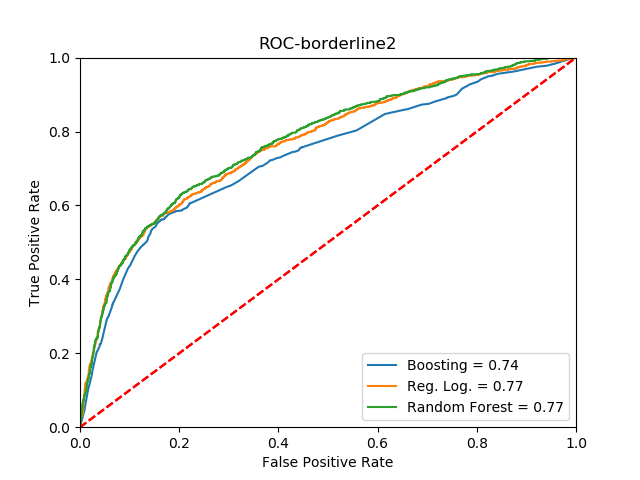 ROC-borderline2
1.0
0.8
0.6
0.4
0.2
0.0
True Positive Rate
Boosting = 0.74
Reg. Log. = 0.77
Random Forest = 0.77
0.0 0.2 0.4 0.6 0.8 1.0
False Positive Rate